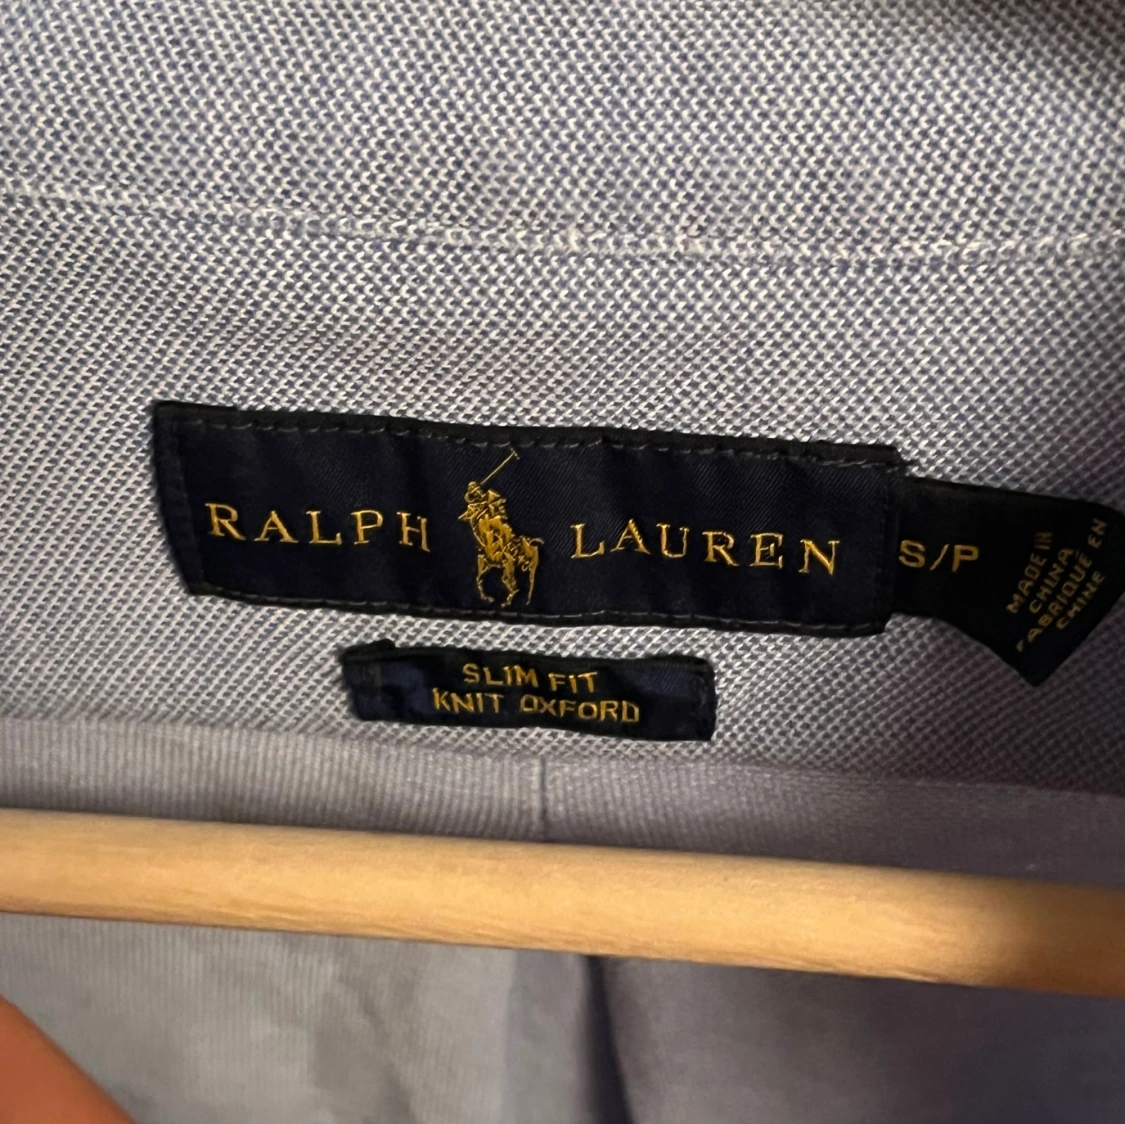 RALPH LAUREN
S/P
MADE IN
CHINA
FABRIQUÉ EN
CHINE
SLIM FIT
KNIT OXFORD